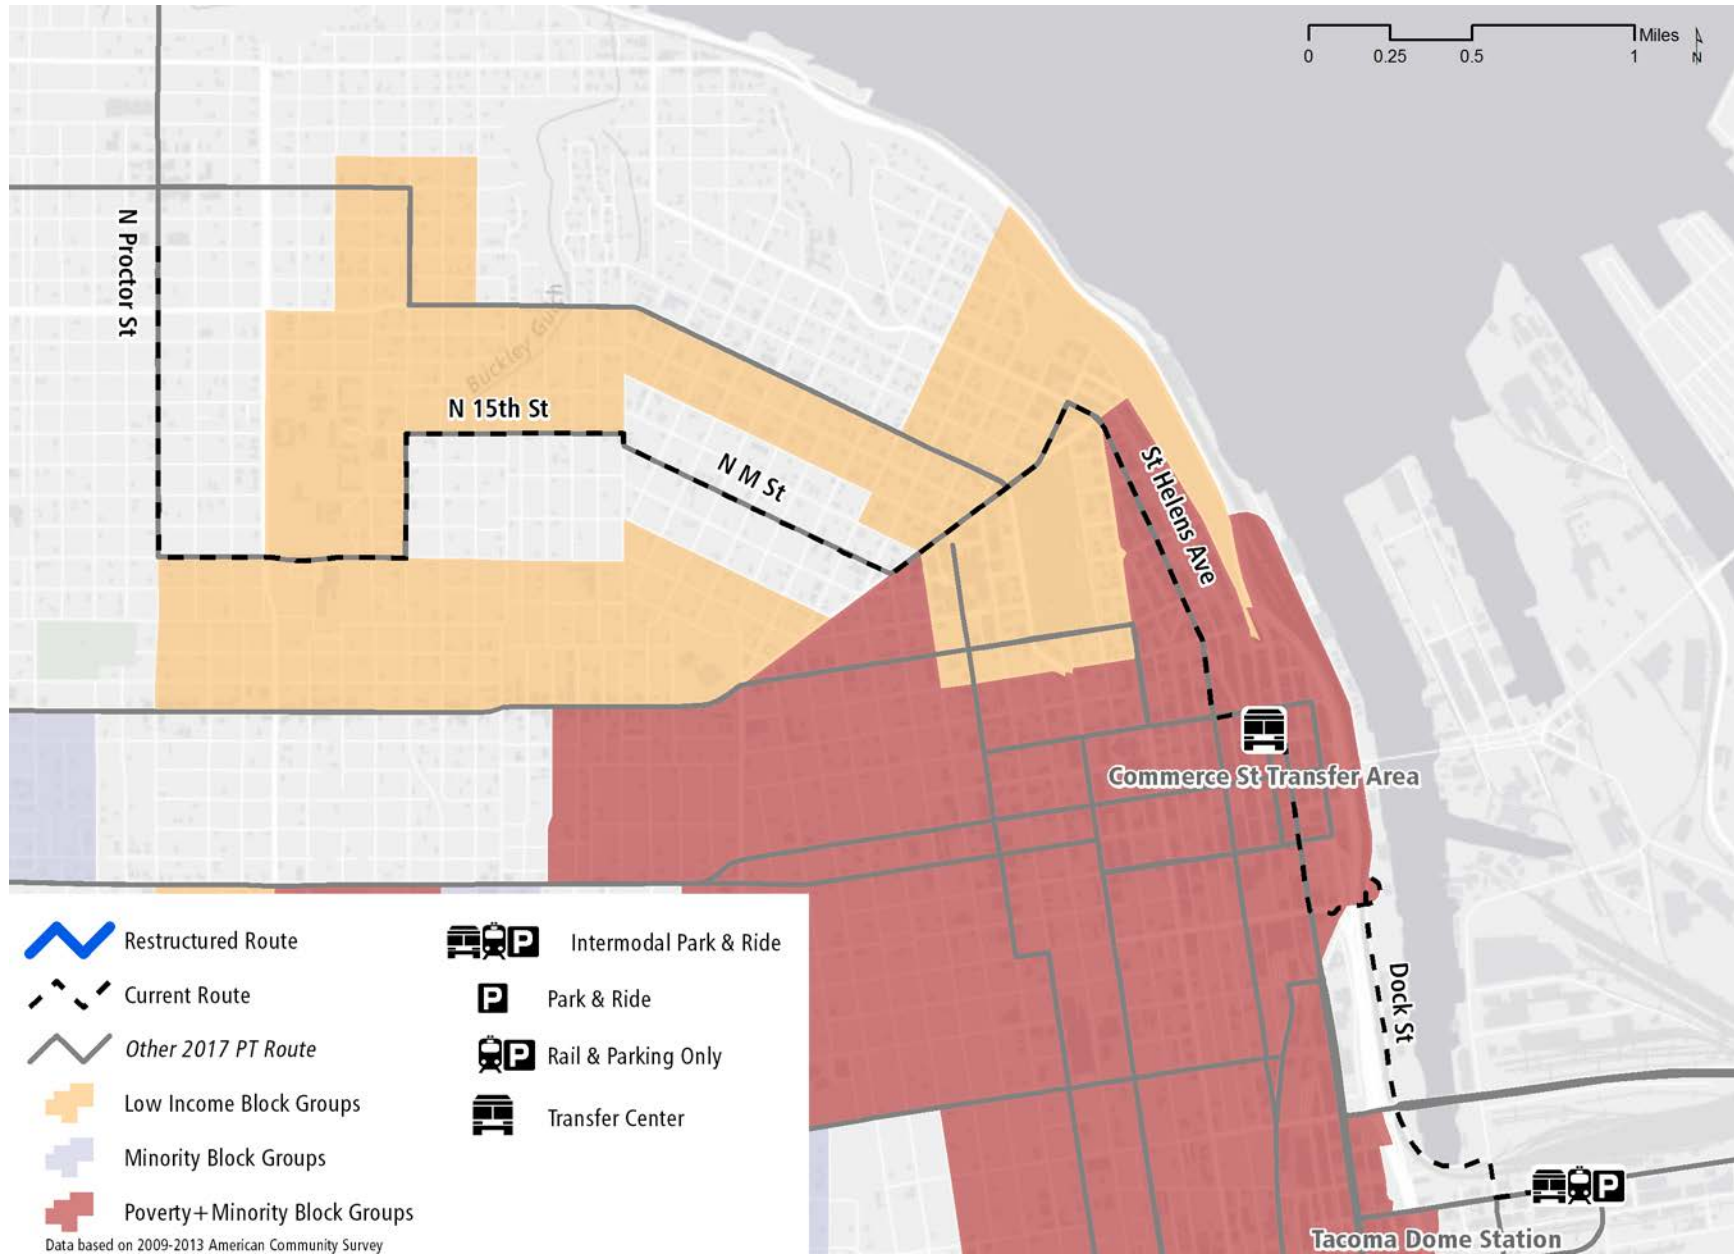 Miles
0 0.25 0.5 1
N
N Proctor St
Buckley Gulch
N 15th St
N M St
St Helens Ave
Commerce St Transfer Area
Dock St
P
Tacoma Dome Station
Restructured Route
Current Route
Other 2017 PT Route
Low Income Block Groups
Minority Block Groups
Poverty+Minority Block Groups
P Intermodal Park & Ride
P Park & Ride
P Rail & Parking Only
Transfer Center
Data based on 2009-2013 American Community Survey